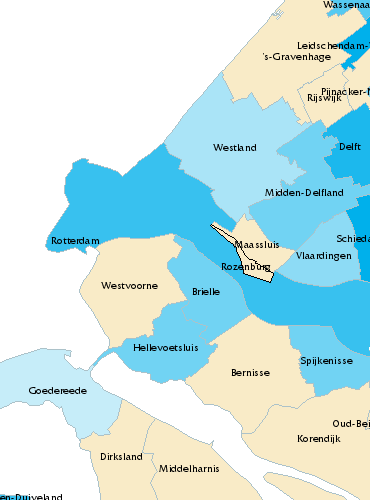 Wassenaa
Leidschendam-
's-Gravenhage
Rijswijk
Pijnacker-N
Westland
Delft
Midden-Delfland
Rotterdam
Maassluis
Schieda
Vlaardingen
Rozenburg
Westvoorne
Brielle
Hellevoetsluis
Spijkenisse
Bernisse
Goedereede
Oud-Bei
Korendijk
Dirksland
Middelharnis
en-Duiveland